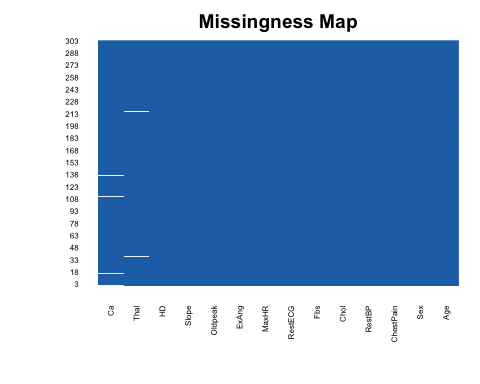 Missingness Map
303
288
273
258
243
228
213
198
183
168
153
138
123
108
93
78
63
48
33
18
3
Ca
Thal
HD
Slope
Oldpeak
ExAng
MaxHR
RestECG
Fbs
Chol
RestBP
ChestPain
Sex
Age